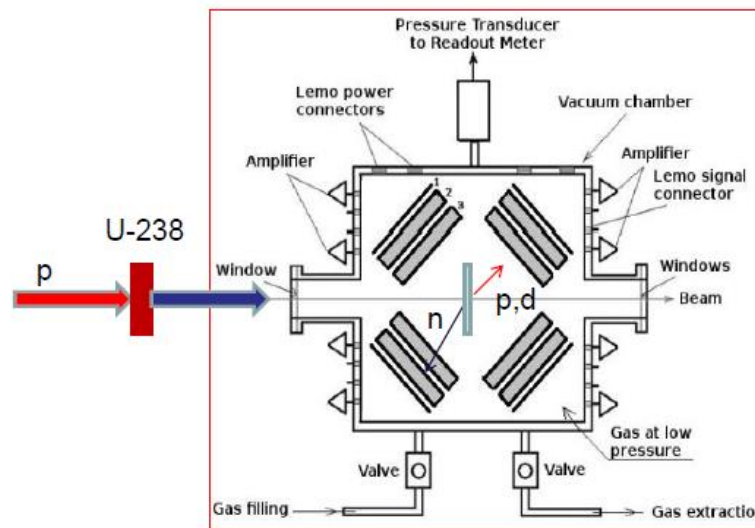 Pressure Transducer
to Readout Meter
Lemo power
connectors
Vacuum chamber
Amplifier
Amplifier
Lemo signal
connector
1
2
3
U-238
p
Window
Windows
Beam
p,d
n
Gas at low
pressure
Valve
Valve
Gas filling
Gas extractio